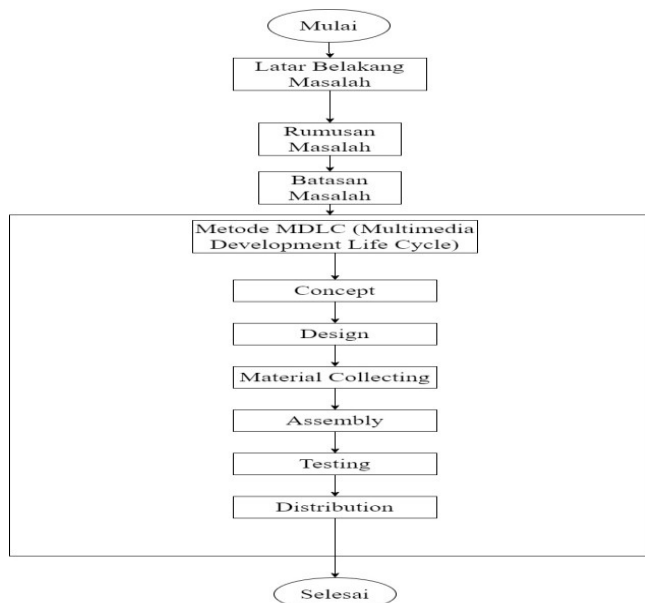 Mulai
Latar Belakang
Masalah
Rumusan
Masalah
Batasan
Masalah
Metode MDLC (Multimedia
Development Life Cycle)
Concept
Design
Material Collecting
Assembly
Testing
Distribution
Selesai